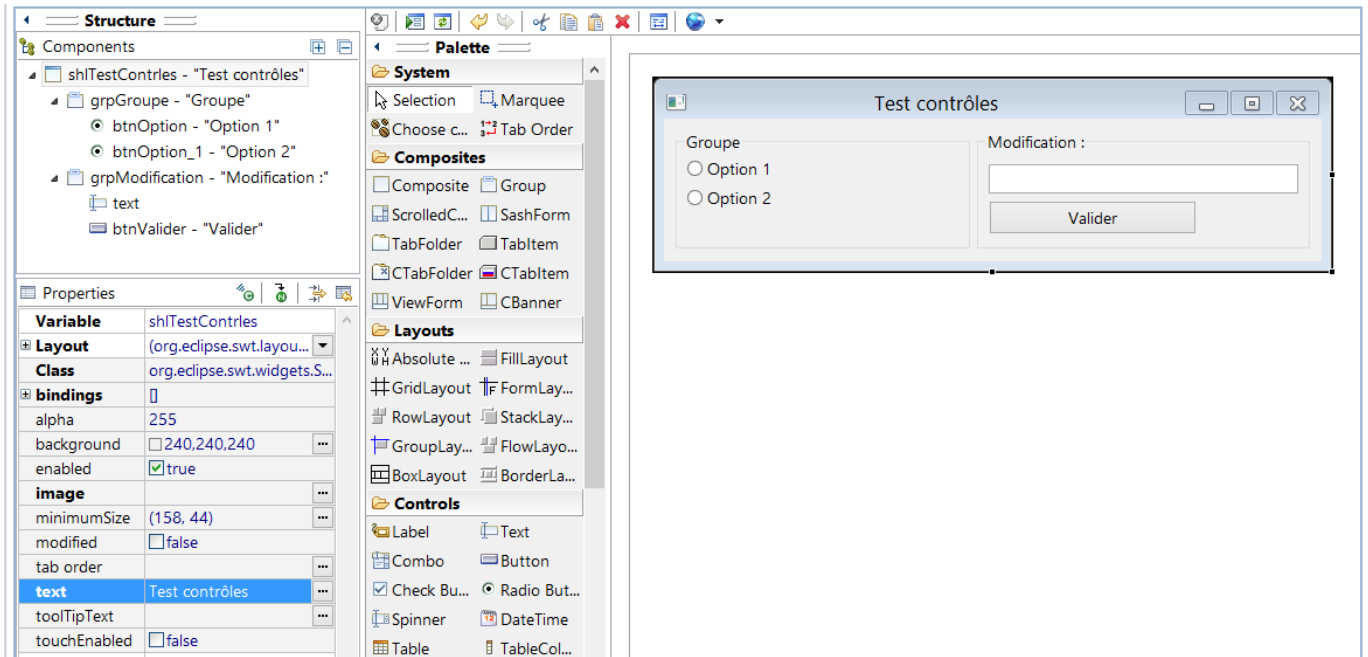 Structure
Components
shlTestContrles - "Test contrôles"
grpGroupe - "Groupe"
btnOption - "Option 1"
btnOption_1 - "Option 2"
grpModification - "Modification :"
text
btnValider - "Valider"
Properties
Variable shlTestContrles
Layout (org.eclipse.swt.layou...
Class org.eclipse.swt.widgets.S...
bindings []
alpha 255
background 240,240,240
enabled true
image
minimumSize (158, 44)
modified false
tab order
text Test contrôles
toolTipText
touchEnabled false
Palette
System
Selection Marquee
Choose c... Tab Order
Composites
Composite Group
ScrolledC... SashForm
TabFolder TabItem
CTabFolder CTabItem
ViewForm CBanner
Layouts
Absolute ... FillLayout
GridLayout FormLay...
RowLayout StackLay...
GroupLay... FlowLayo...
BoxLayout BorderLa...
Controls
Label Text
Combo Button
Check Bu... Radio But...
Spinner DateTime
Table TableCol...
Test contrôles
Groupe
Option 1
Option 2
Modification :
Valider